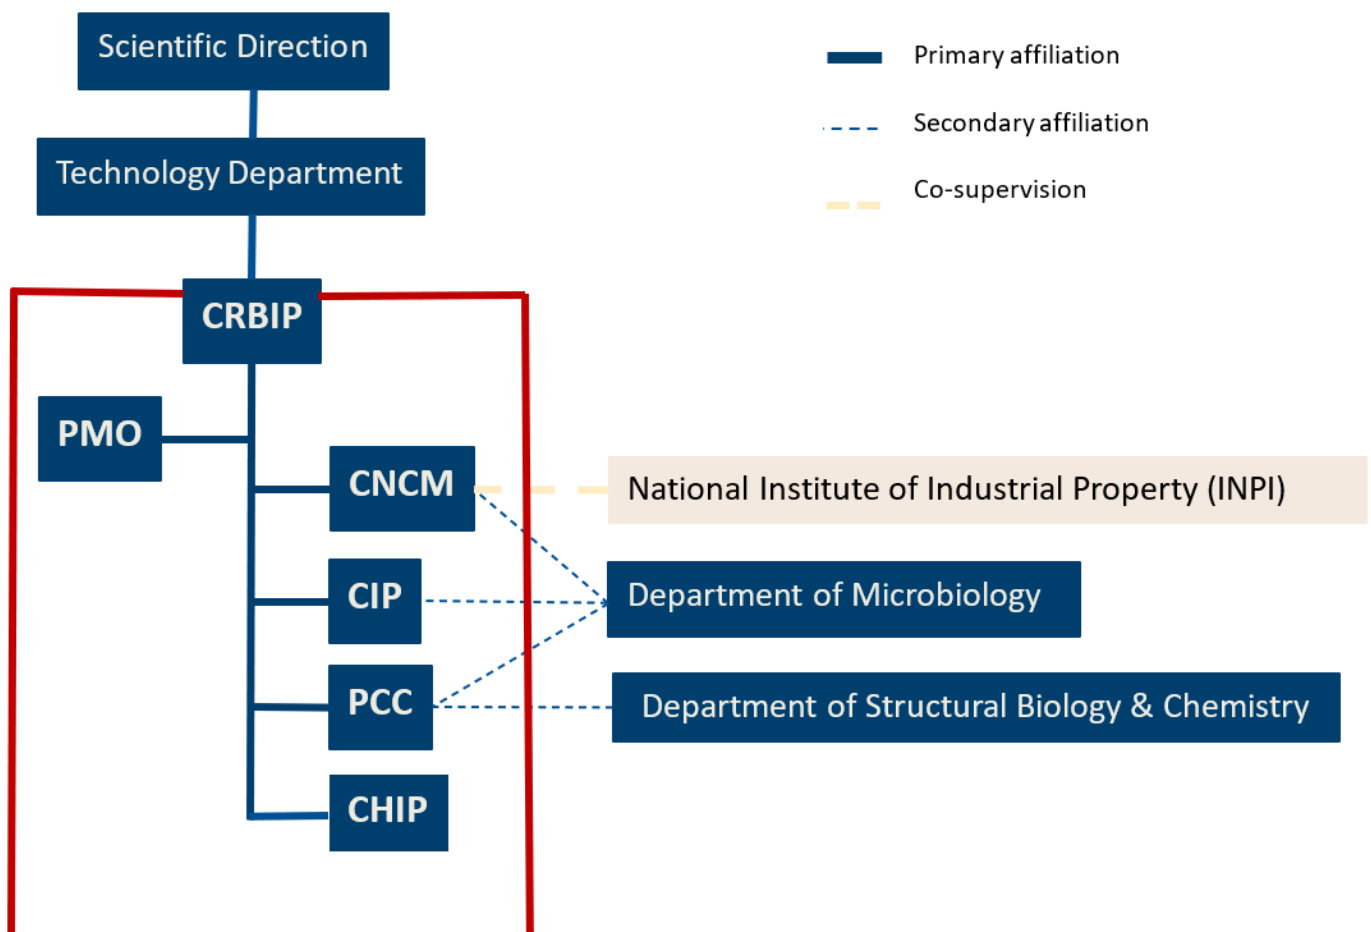 Scientific Direction
Technology Department
CRBIP
PMO
CNCM
CIP
PCC
CHIP
Primary affiliation
Secondary affiliation
Co-supervision
National Institute of Industrial Property (INPI)
Department of Microbiology
Department of Structural Biology & Chemistry